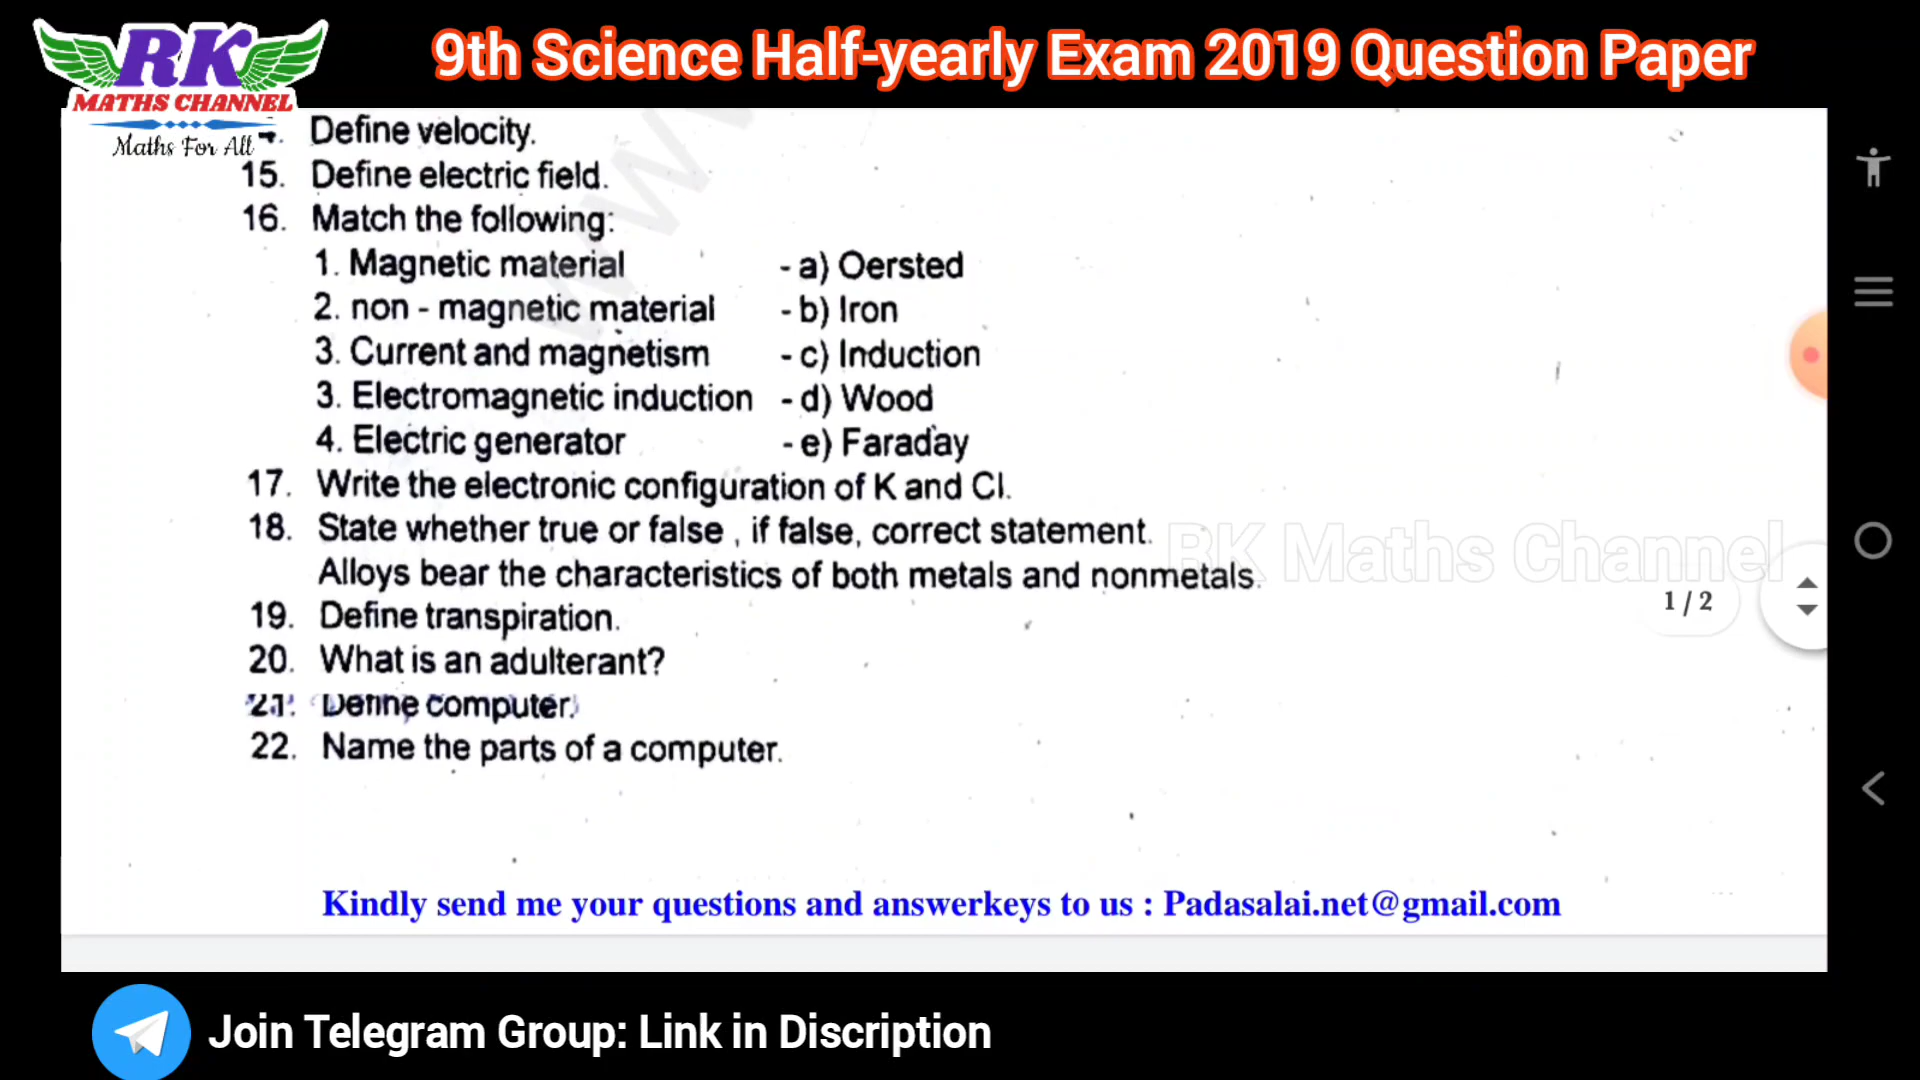 RK
MATHS CHANNEL
Maths For All
9th Science Half-yearly Exam 2019 Question Paper
Define velocity.
15. Define electric field.
16. Match the following:
1. Magnetic material - a) Oersted
2. non - magnetic material - b) Iron
3. Current and magnetism - c) Induction
3. Electromagnetic induction - d) Wood
4. Electric generator - e) Faraday
17. Write the electronic configuration of K and Cl.
18. State whether true or false , if false, correct statement.
Alloys bear the characteristics of both metals and nonmetals.
RK Maths Channel
1 / 2
19. Define transpiration.
20. What is an adulterant?
21. Define computer.
22. Name the parts of a computer.
Kindly send me your questions and answerkeys to us : Padasalai.net@gmail.com
Join Telegram Group: Link in Discription